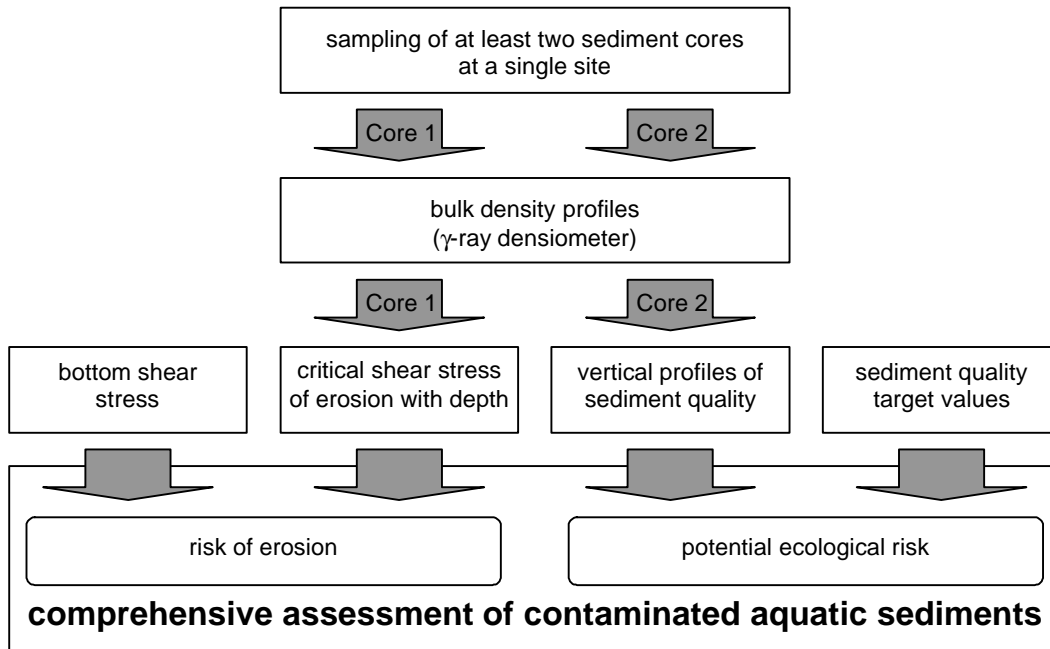 sampling of at least two sediment cores
at a single site
Core 1
Core 2
bulk density profiles
(γ-ray densiometer)
Core 1
Core 2
bottom shear
stress
critical shear stress
of erosion with depth
vertical profiles of
sediment quality
sediment quality
target values
risk of erosion
potential ecological risk
comprehensive assessment of contaminated aquatic sediments